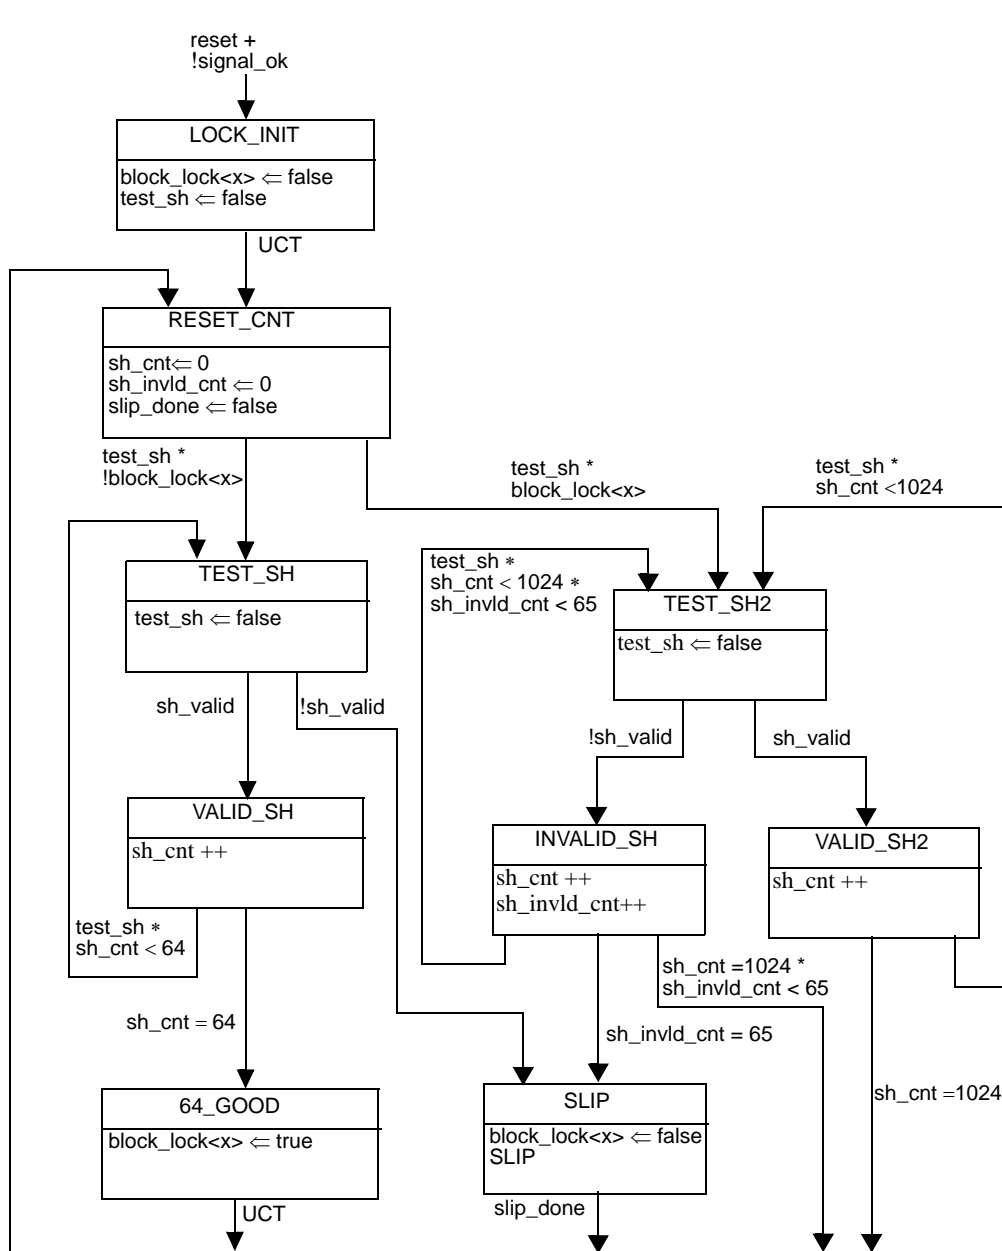 reset +
!signal_ok
LOCK_INIT
block_lock<x> ⇐ false
test_sh ⇐ false
UCT
RESET_CNT
sh_cnt⇐ 0
sh_invld_cnt ⇐ 0
slip_done ⇐ false
test_sh *
!block_lock<x>
test_sh *
block_lock<x>
test_sh *
sh_cnt <1024
TEST_SH
test_sh ⇐ false
test_sh *
sh_cnt < 1024 *
sh_invld_cnt < 65
TEST_SH2
test_sh ⇐ false
sh_valid
!sh_valid
!sh_valid
sh_valid
VALID_SH
sh_cnt ++
INVALID_SH
sh_cnt ++
sh_invld_cnt++
VALID_SH2
sh_cnt ++
test_sh *
sh_cnt < 64
sh_cnt =1024 *
sh_invld_cnt < 65
sh_cnt = 64
sh_invld_cnt = 65
sh_cnt =1024
64_GOOD
block_lock<x> ⇐ true
SLIP
block_lock<x> ⇐ false
SLIP
UCT
slip_done